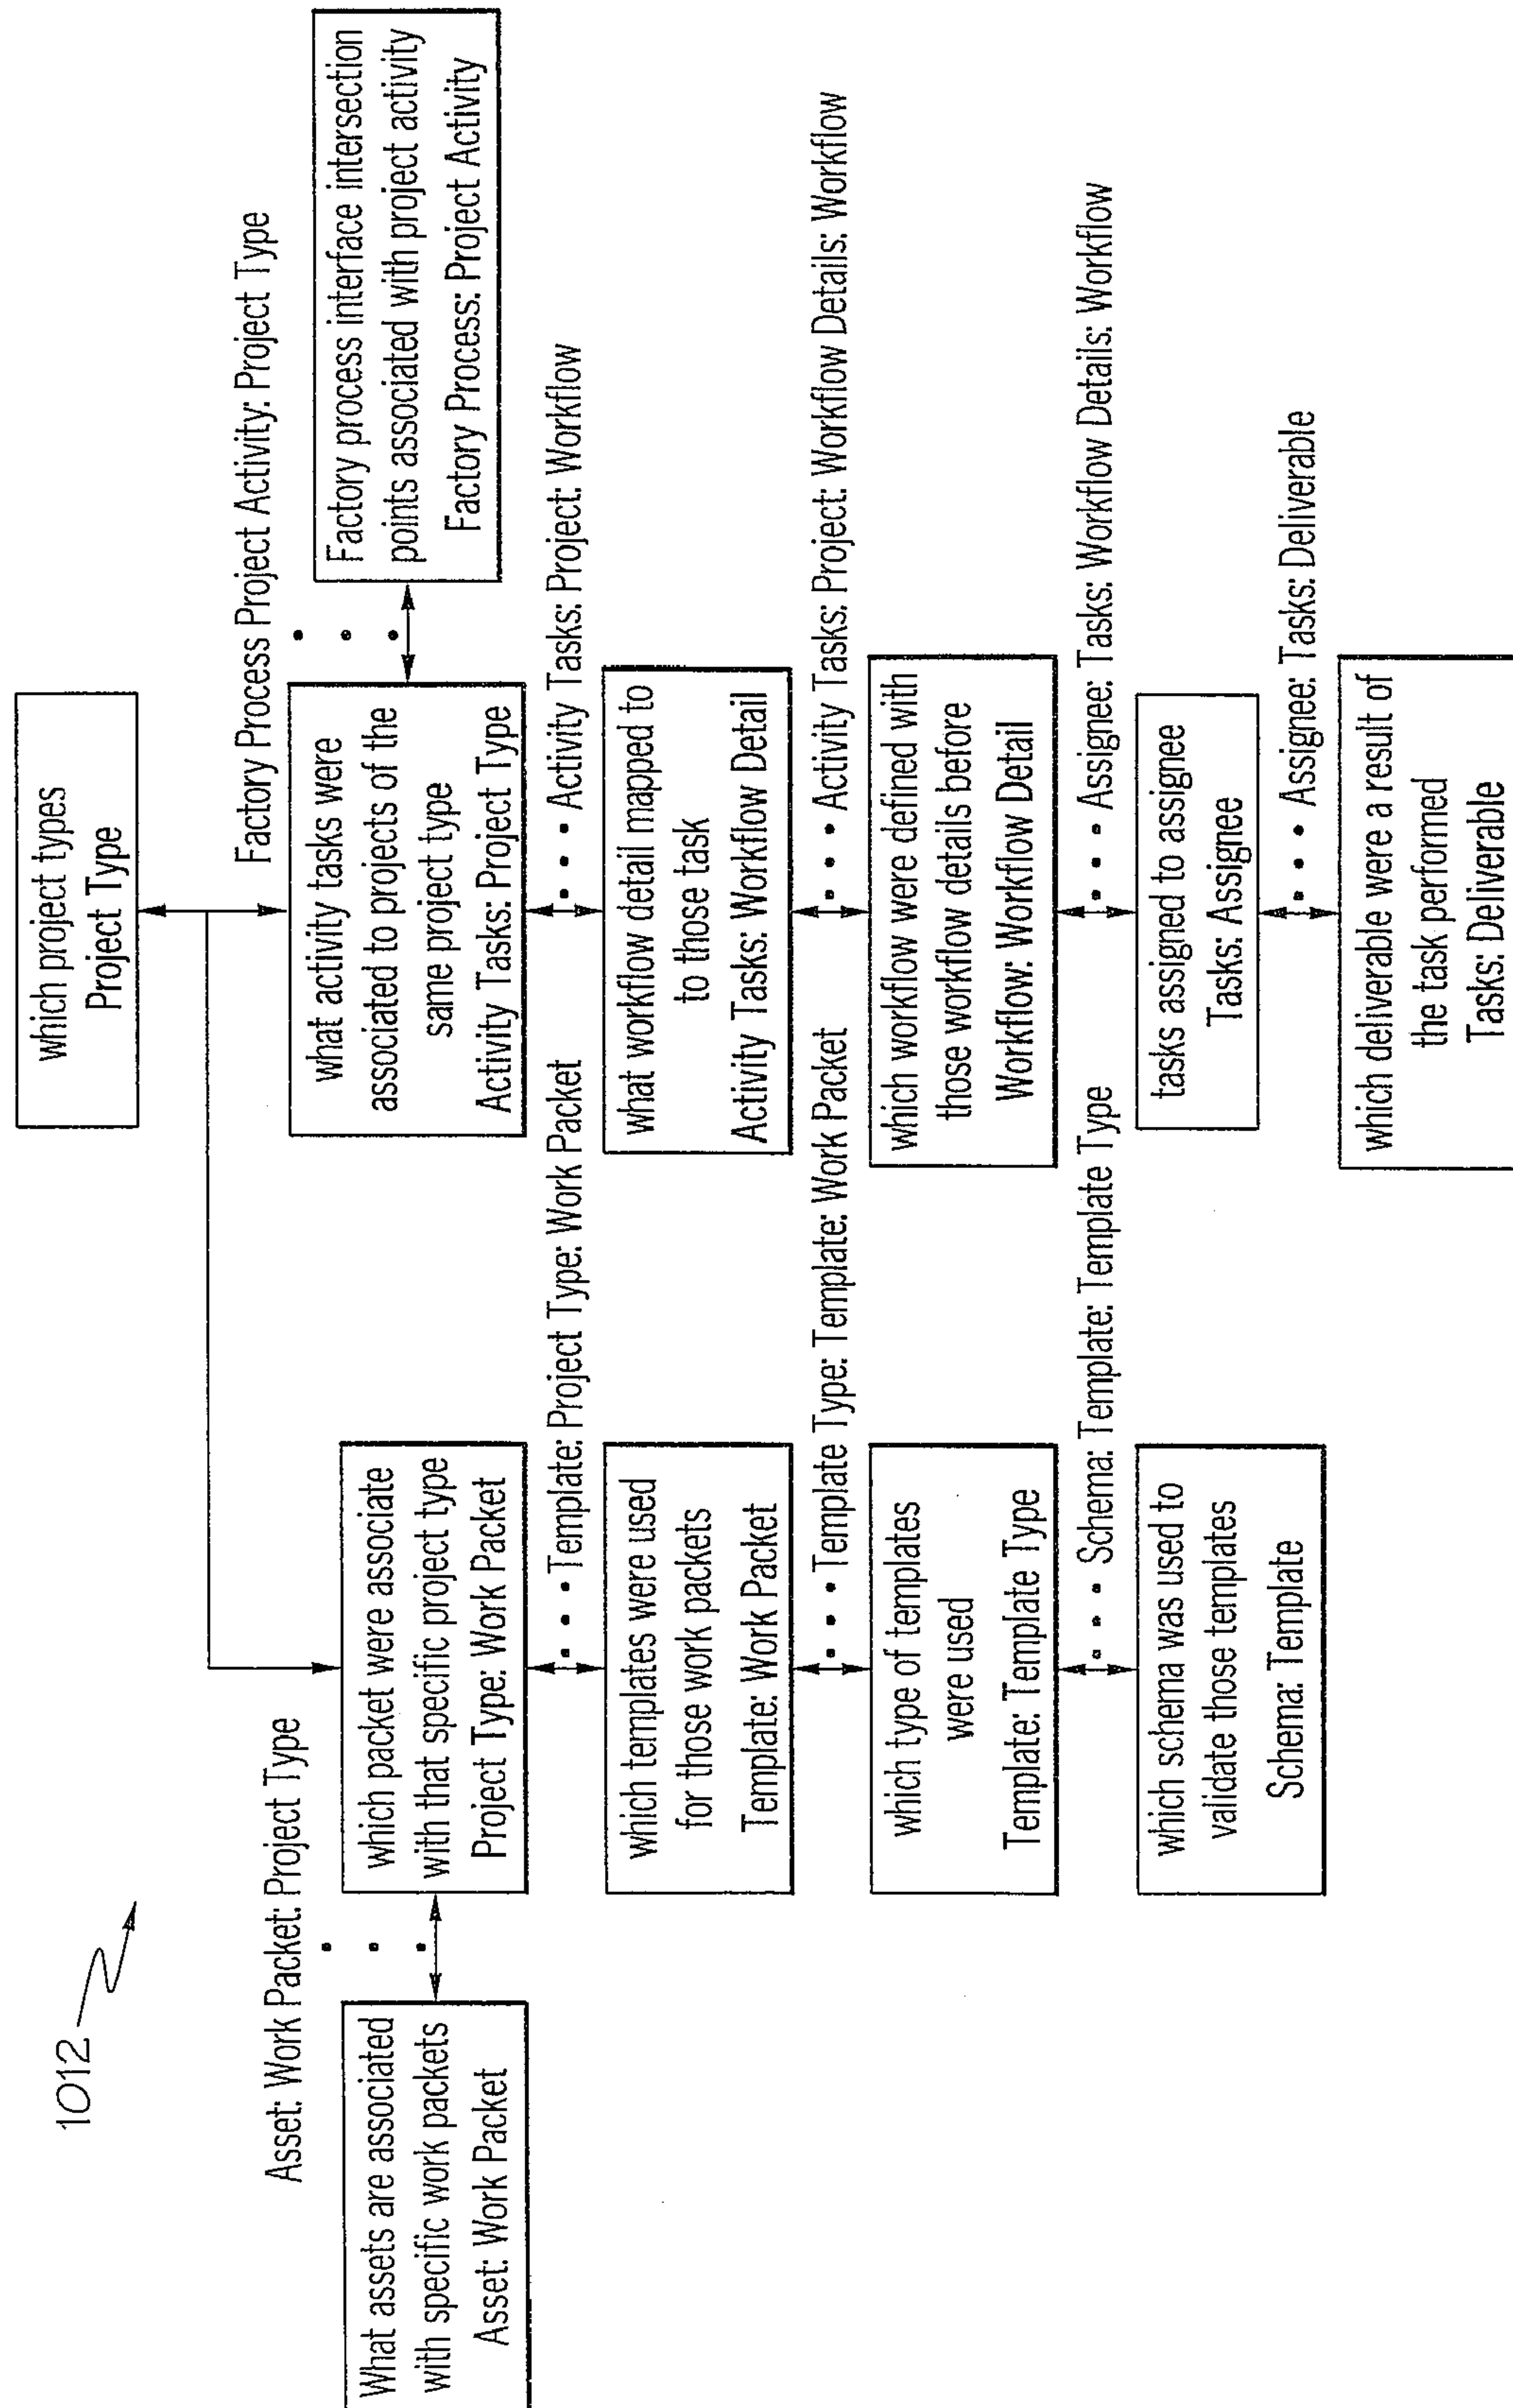 1012
which project types
Project Type
Asset: Work Packet: Project Type
Factory Process Project Activity: Project Type
What assets are associated
with specific work packets
Asset: Work Packet
which packet were associate
with that specific project type
Project Type: Work Packet
what activity tasks were
associated to projects of the
same project type
Activity Tasks: Project Type
Factory process interface intersection
points associated with project activity
Factory Process: Project Activity
Template: Project Type: Work Packet
Activity Tasks: Project: Workflow
which templates were used
for those work packets
Template: Work Packet
what workflow detail mapped to
to those task
Activity Tasks: Workflow Detail
Template Type: Template: Work Packet
Activity Tasks: Project: Workflow Details: Workflow
which type of templates
were used
Template: Template Type
which workflow were defined with
those workflow details before
Workflow: Workflow Detail
Schema: Template: Template Type
Assignee: Tasks: Workflow Details: Workflow
which schema was used to
validate those templates
Schema: Template
tasks assigned to assignee
Tasks: Assignee
Assignee: Tasks: Deliverable
which deliverable were a result of
the task performed
Tasks: Deliverable